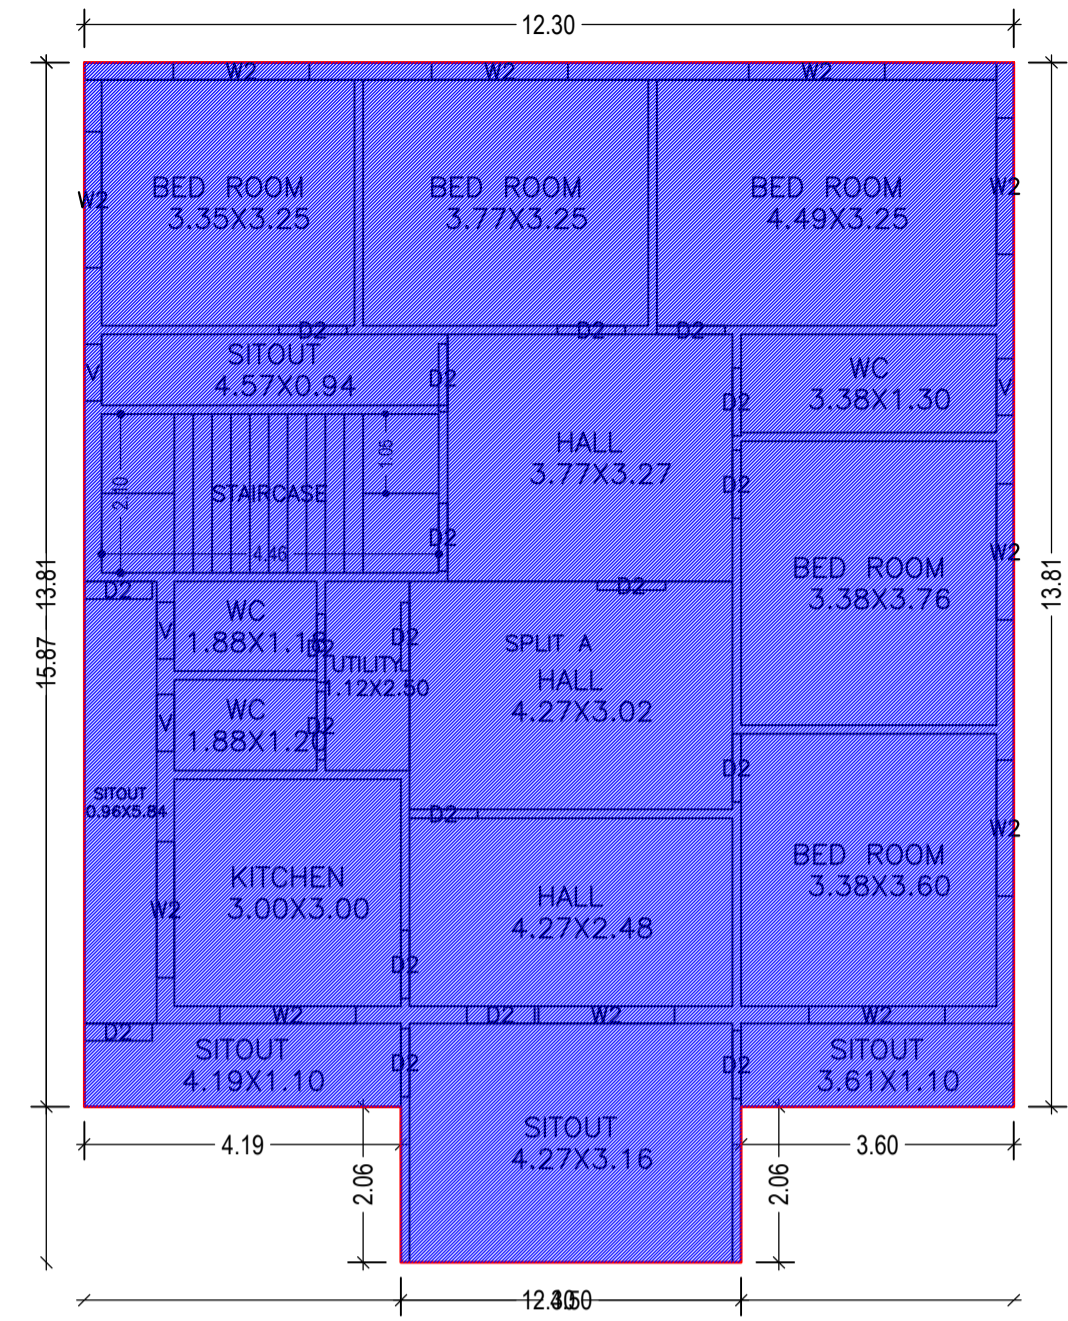 12.30
W2 W2 W2
BED ROOM
3.35X3.25
BED ROOM
3.77X3.25
BED ROOM
4.49X3.25
W2
W2
D2 D2 D2
SITOUT
4.57X0.94
V
D2
WC
3.38X1.30
V
D2
HALL
3.77X3.27
D2
1.06
2.10
STAIRCASE
D2
4.46
W2
13.81
15.87
13.81
BED ROOM
3.38X3.76
D2
D2
WC
V
D2
D2
UTILITY
1.12X2.50
SPLIT A
HALL
4.27X3.02
WC
1.88X1.20
V
D2
D2
SITOUT
0.96X5.84
D2
W2
BED ROOM
3.38X3.60
KITCHEN
3.00X3.00
W2
HALL
4.27X2.48
D2
W2 D2 W2 W2
D2
SITOUT
4.19X1.10
D2
D2
SITOUT
3.61X1.10
SITOUT
4.27X3.16
4.19
3.60
2.06
2.06